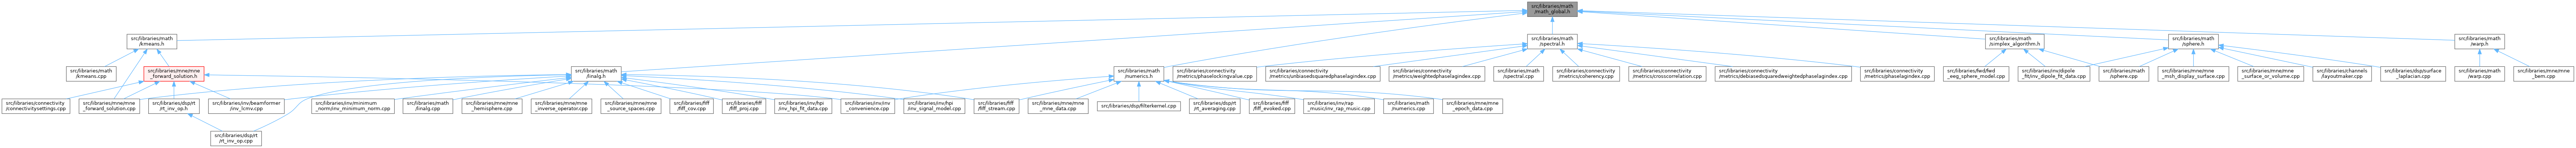 src/libraries/math
/math_global.h
src/libraries/math
/kmeans.h
src/libraries/math
/spectral.h
src/libraries/math
/simplex_algorithm.h
src/libraries/math
/sphere.h
src/libraries/math
/warp.h
src/libraries/math
/kmeans.cpp
src/libraries/mne/mne
_forward_solution.h
src/libraries/math
/linalg.h
src/libraries/math
/numerics.h
src/libraries/connectivity
/metrics/phaselockingvalue.cpp
src/libraries/connectivity
/metrics/unbiasedsquaredphaselagindex.cpp
src/libraries/connectivity
/metrics/weightedphaselagindex.cpp
src/libraries/math
/spectral.cpp
src/libraries/connectivity
/metrics/coherency.cpp
src/libraries/connectivity
/metrics/crosscorrelation.cpp
src/libraries/connectivity
/metrics/debiasedsquaredweightedphaselagindex.cpp
src/libraries/connectivity
/metrics/phaselagindex.cpp
src/libraries/fwd/fwd
_eeg_sphere_model.cpp
src/libraries/inv/dipole
_fit/inv_dipole_fit_data.cpp
src/libraries/math
/sphere.cpp
src/libraries/mne/mne
_msh_display_surface.cpp
src/libraries/mne/mne
_surface_or_volume.cpp
src/libraries/channels
/layoutmaker.cpp
src/libraries/dsp/surface
_laplacian.cpp
src/libraries/math
/warp.cpp
src/libraries/mne/mne
_bem.cpp
src/libraries/connectivity
/connectivitysettings.cpp
src/libraries/mne/mne
_forward_solution.cpp
src/libraries/dsp/rt
/rt_inv_op.h
src/libraries/inv/beamformer
/inv_lcmv.cpp
src/libraries/inv/minimum
_norm/inv_minimum_norm.cpp
src/libraries/math
/linalg.cpp
src/libraries/mne/mne
_hemisphere.cpp
src/libraries/mne/mne
_inverse_operator.cpp
src/libraries/mne/mne
_source_spaces.cpp
src/libraries/fiff
/fiff_cov.cpp
src/libraries/fiff
/fiff_proj.cpp
src/libraries/inv/hpi
/inv_hpi_fit_data.cpp
src/libraries/inv/inv
_convenience.cpp
src/libraries/inv/hpi
/inv_signal_model.cpp
src/libraries/fiff
/fiff_stream.cpp
src/libraries/mne/mne
_mne_data.cpp
src/libraries/dsp/filterkernel.cpp
src/libraries/dsp/rt
/rt_averaging.cpp
src/libraries/fiff
/fiff_evoked.cpp
src/libraries/inv/rap
_music/inv_rap_music.cpp
src/libraries/math
/numerics.cpp
src/libraries/mne/mne
_epoch_data.cpp
src/libraries/dsp/rt
/rt_inv_op.cpp